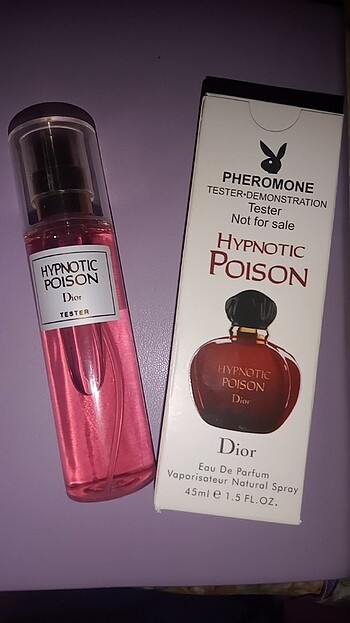 HYPNOTIC
POISON
Dior
TESTER
PHEROMONE
TESTER•DEMONSTRATION
Tester
Not for sale
HYPNOTIC
POISON
HYPNOTIC
POISON
Dior
Dior
Eau De Parfum
Vaporisateur Natural Spray
45ml e 1.5 FL.OZ.